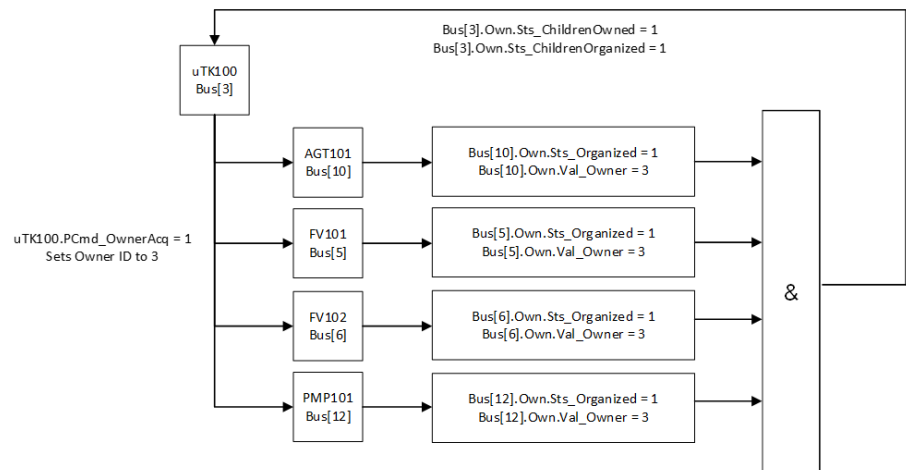 Bus[3].Own.Sts_ChildrenOwned = 1
Bus[3].Own.Sts_ChildrenOrganized = 1
uTK100
Bus[3]
AGT101
Bus[10]
Bus[10].Own.Sts_Organized = 1
Bus[10].Own.Val_Owner = 3
uTK100.PCmd_OwnerAcq = 1
Sets Owner ID to 3
FV101
Bus[5]
Bus[5].Own.Sts_Organized = 1
Bus[5].Own.Val_Owner = 3
&
FV102
Bus[6]
Bus[6].Own.Sts_Organized = 1
Bus[6].Own.Val_Owner = 3
PMP101
Bus[12]
Bus[12].Own.Sts_Organized = 1
Bus[12].Own.Val_Owner = 3